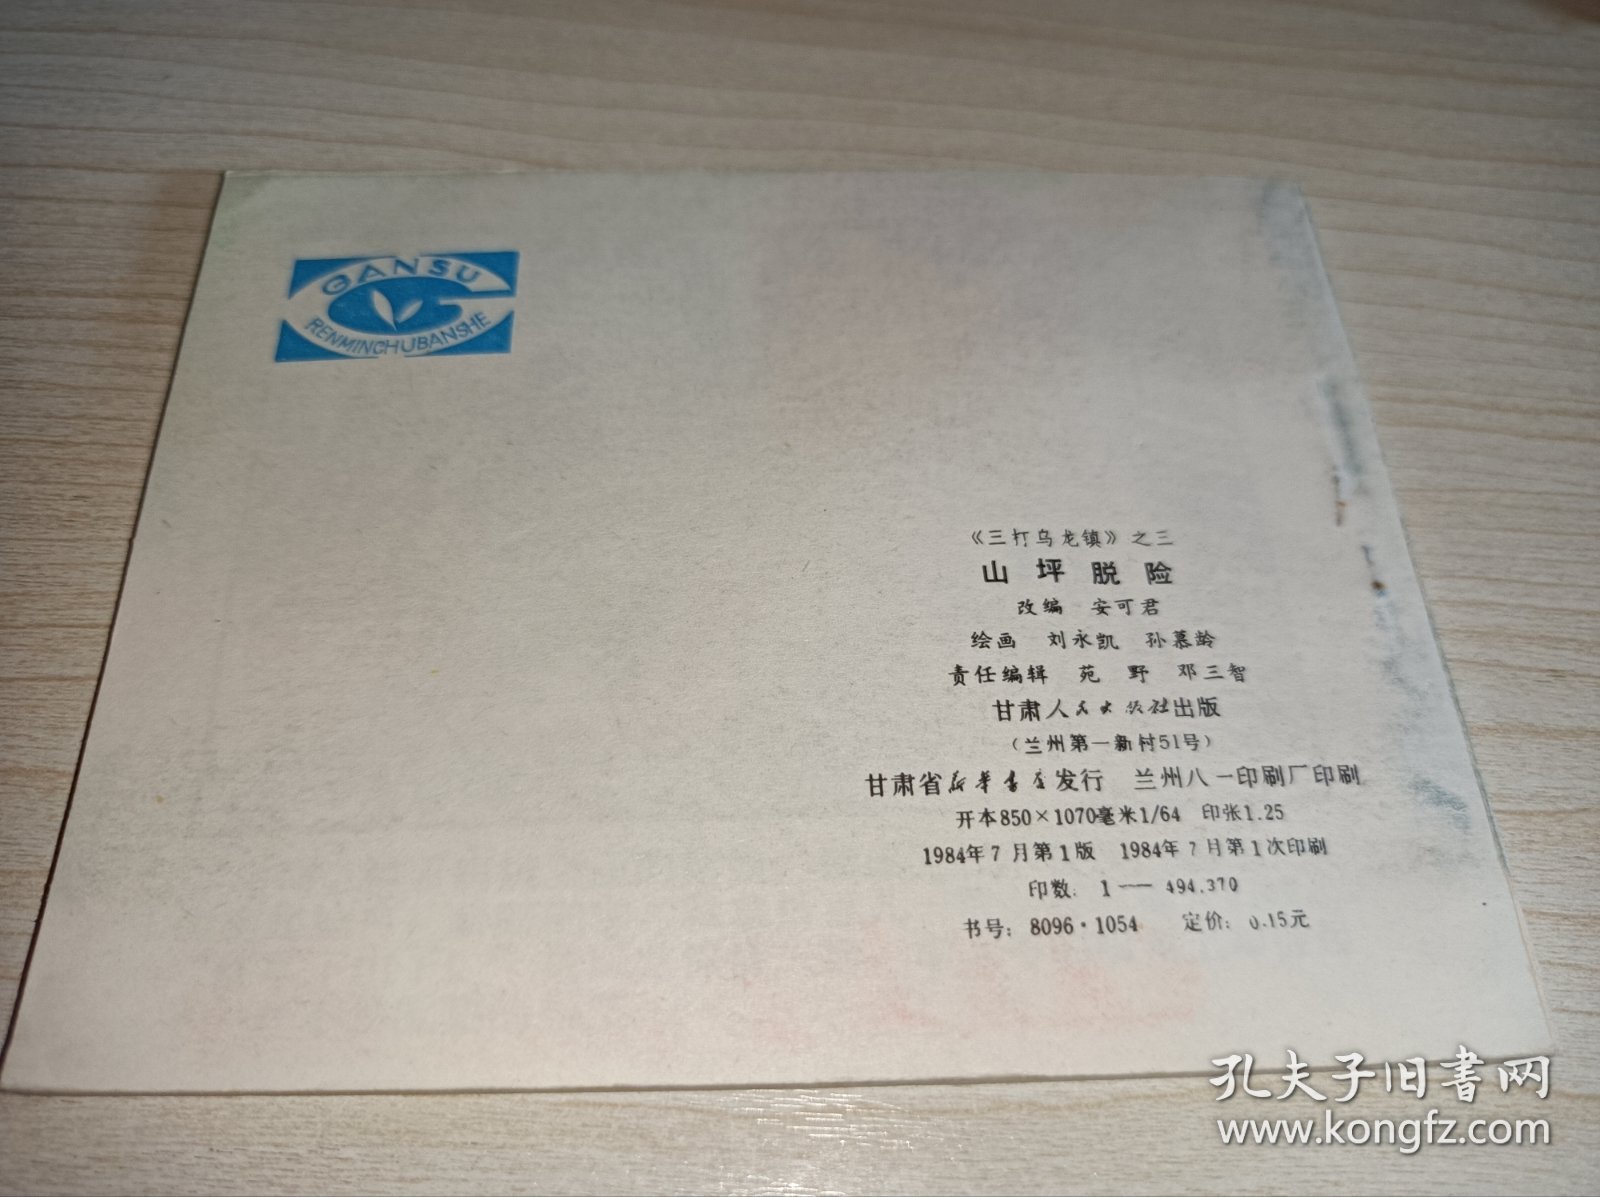 GANSU
RENMINCHUBANSHE
《三打乌龙镇》之三
山坪脱险
改编 安可君
绘画 刘永凯 孙慕龄
责任编辑 苑野 邓三智
甘肃人民出版社出版
(兰州第一新村51号)
甘肃省新华书店发行 兰州八一印刷厂印刷
开本850×1070毫米1/64 印张1.25
1984年7月第1版 1984年7月第1次印刷
印数: 1——494.370
书号: 8096·1054 定价: 0.15元
孔夫子旧书网
www.kongfz.com